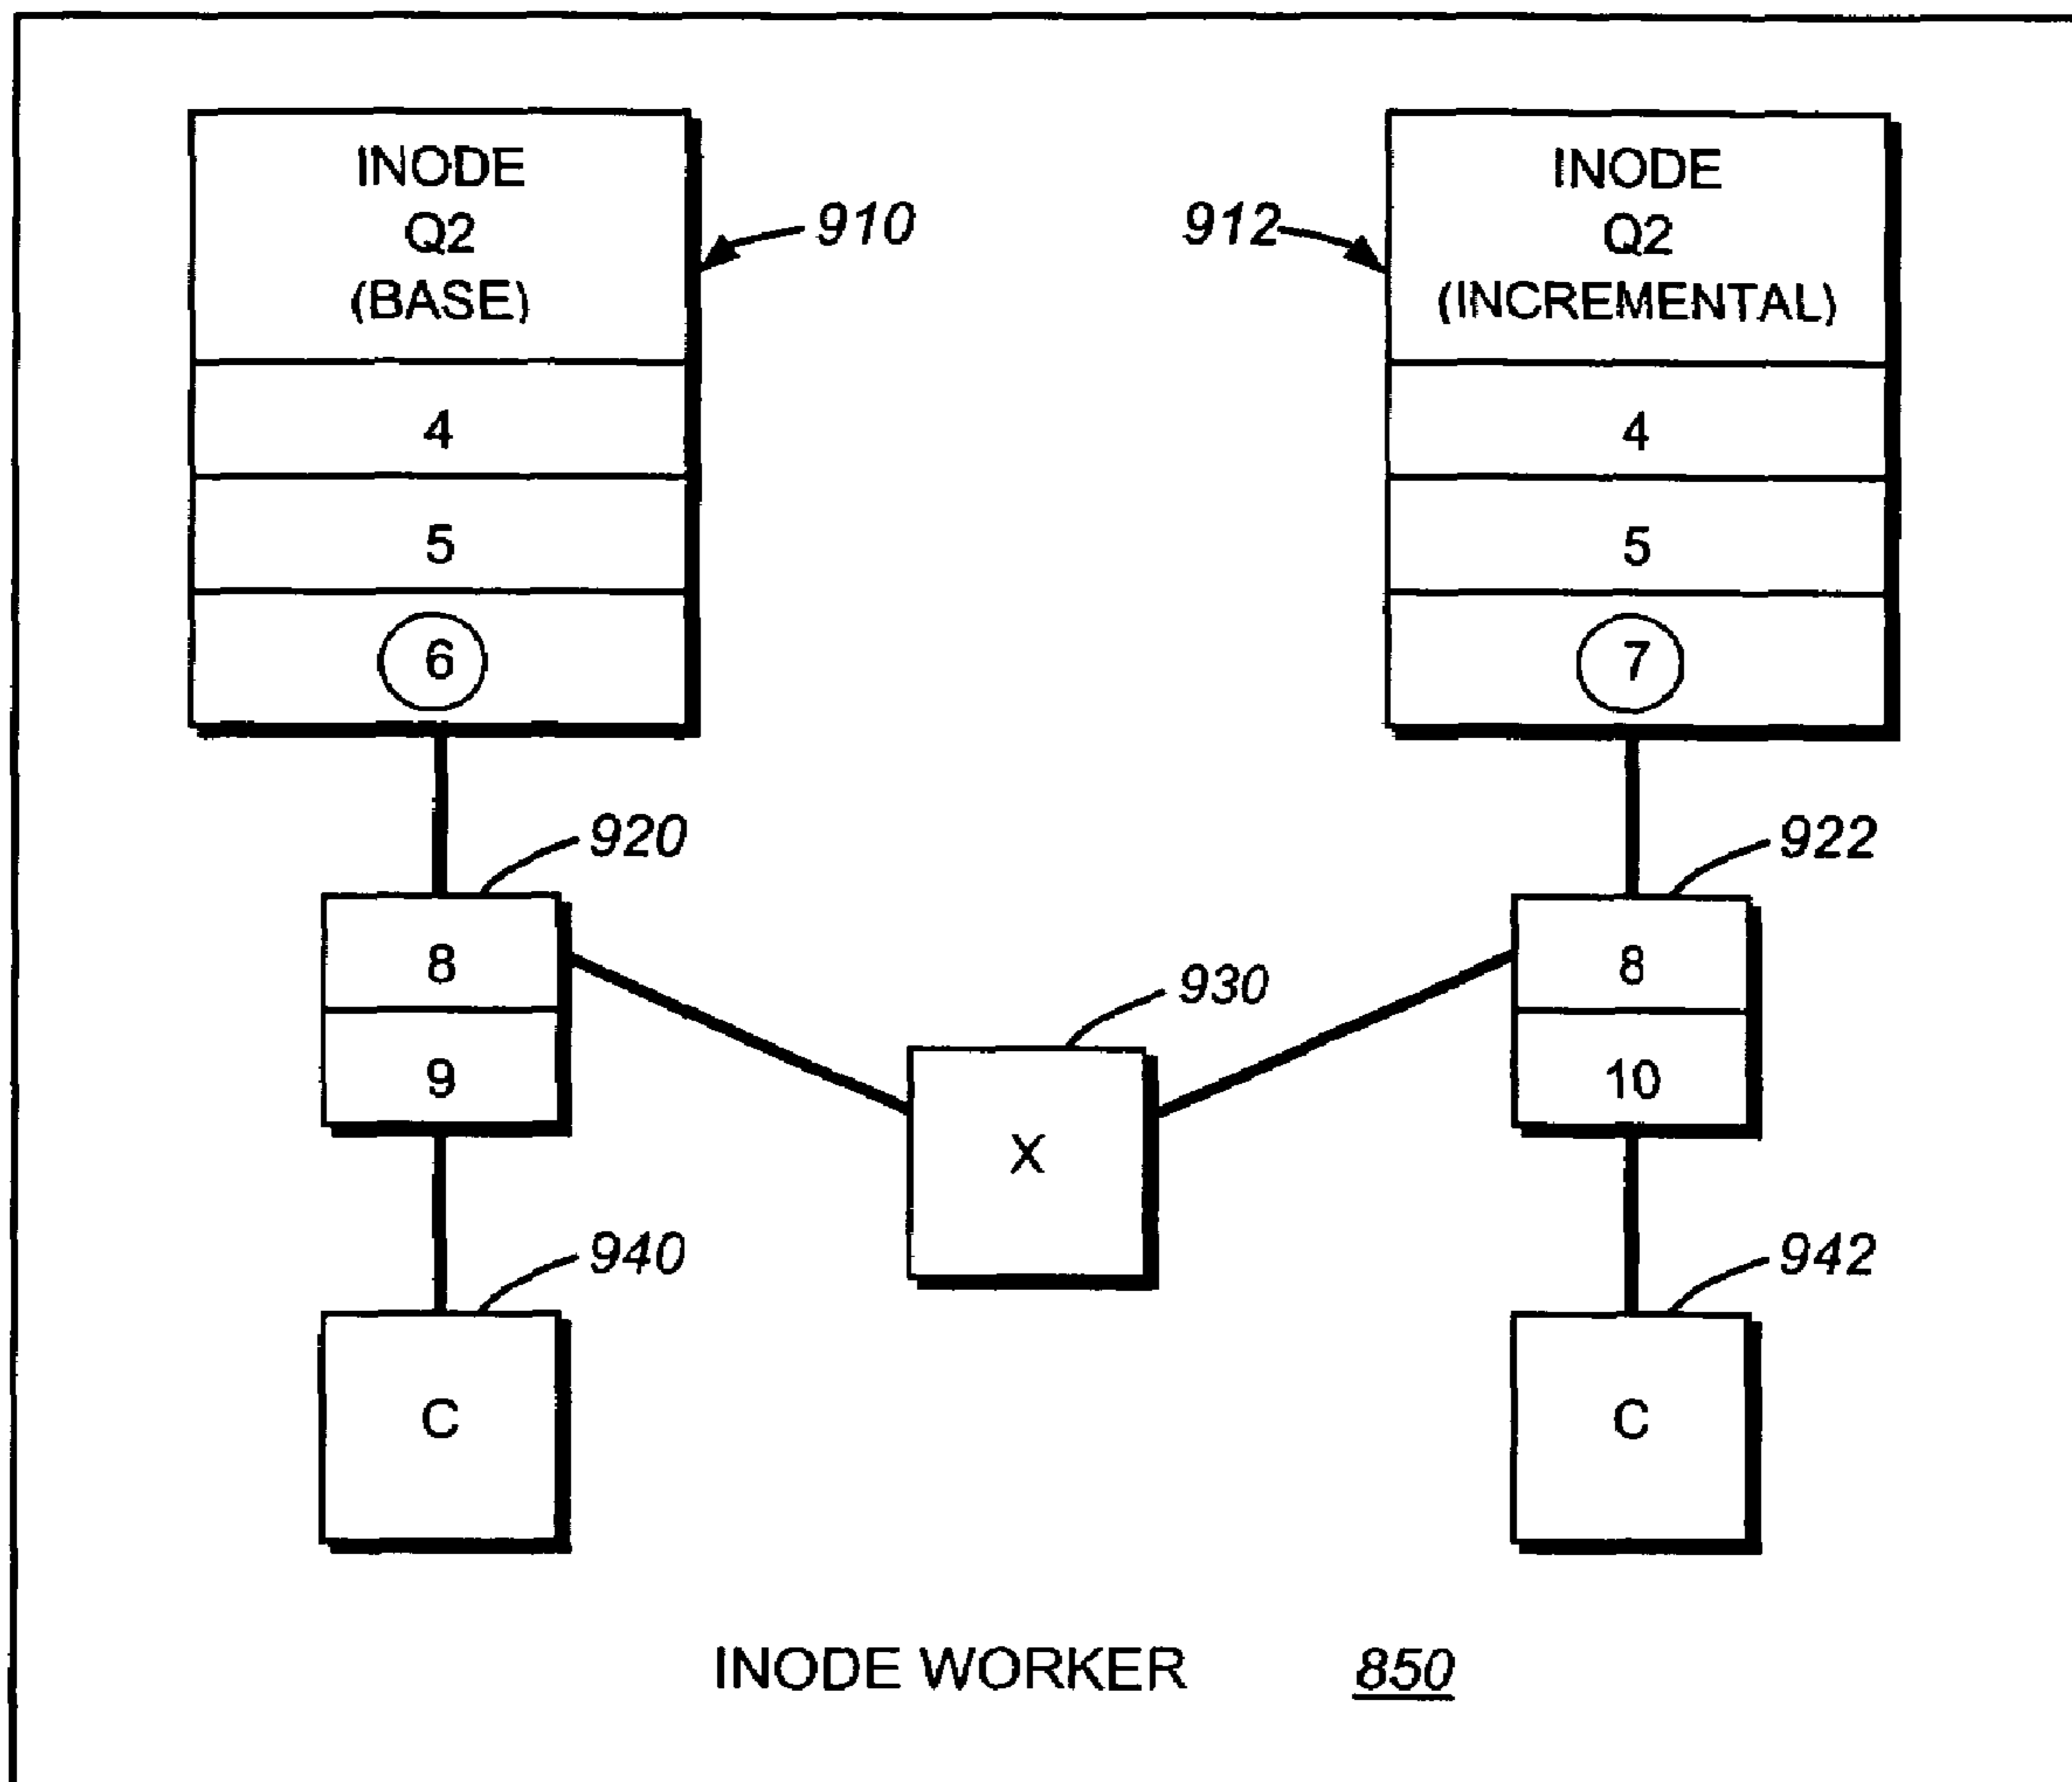 INODE
Q2
(BASE)
910
4
5
6
912
INODE
Q2
(INCREMENTAL)
4
5
7
920
8
9
930
X
922
8
10
940
C
942
C
INODE WORKER 850